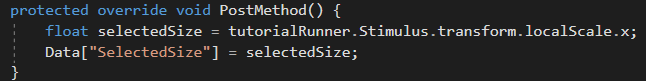 protected override void PostMethod() {
    float selectedSize = tutorialRunner.Stimulus.transform.localScale.x;
    Data["SelectedSize"] = selectedSize;
}